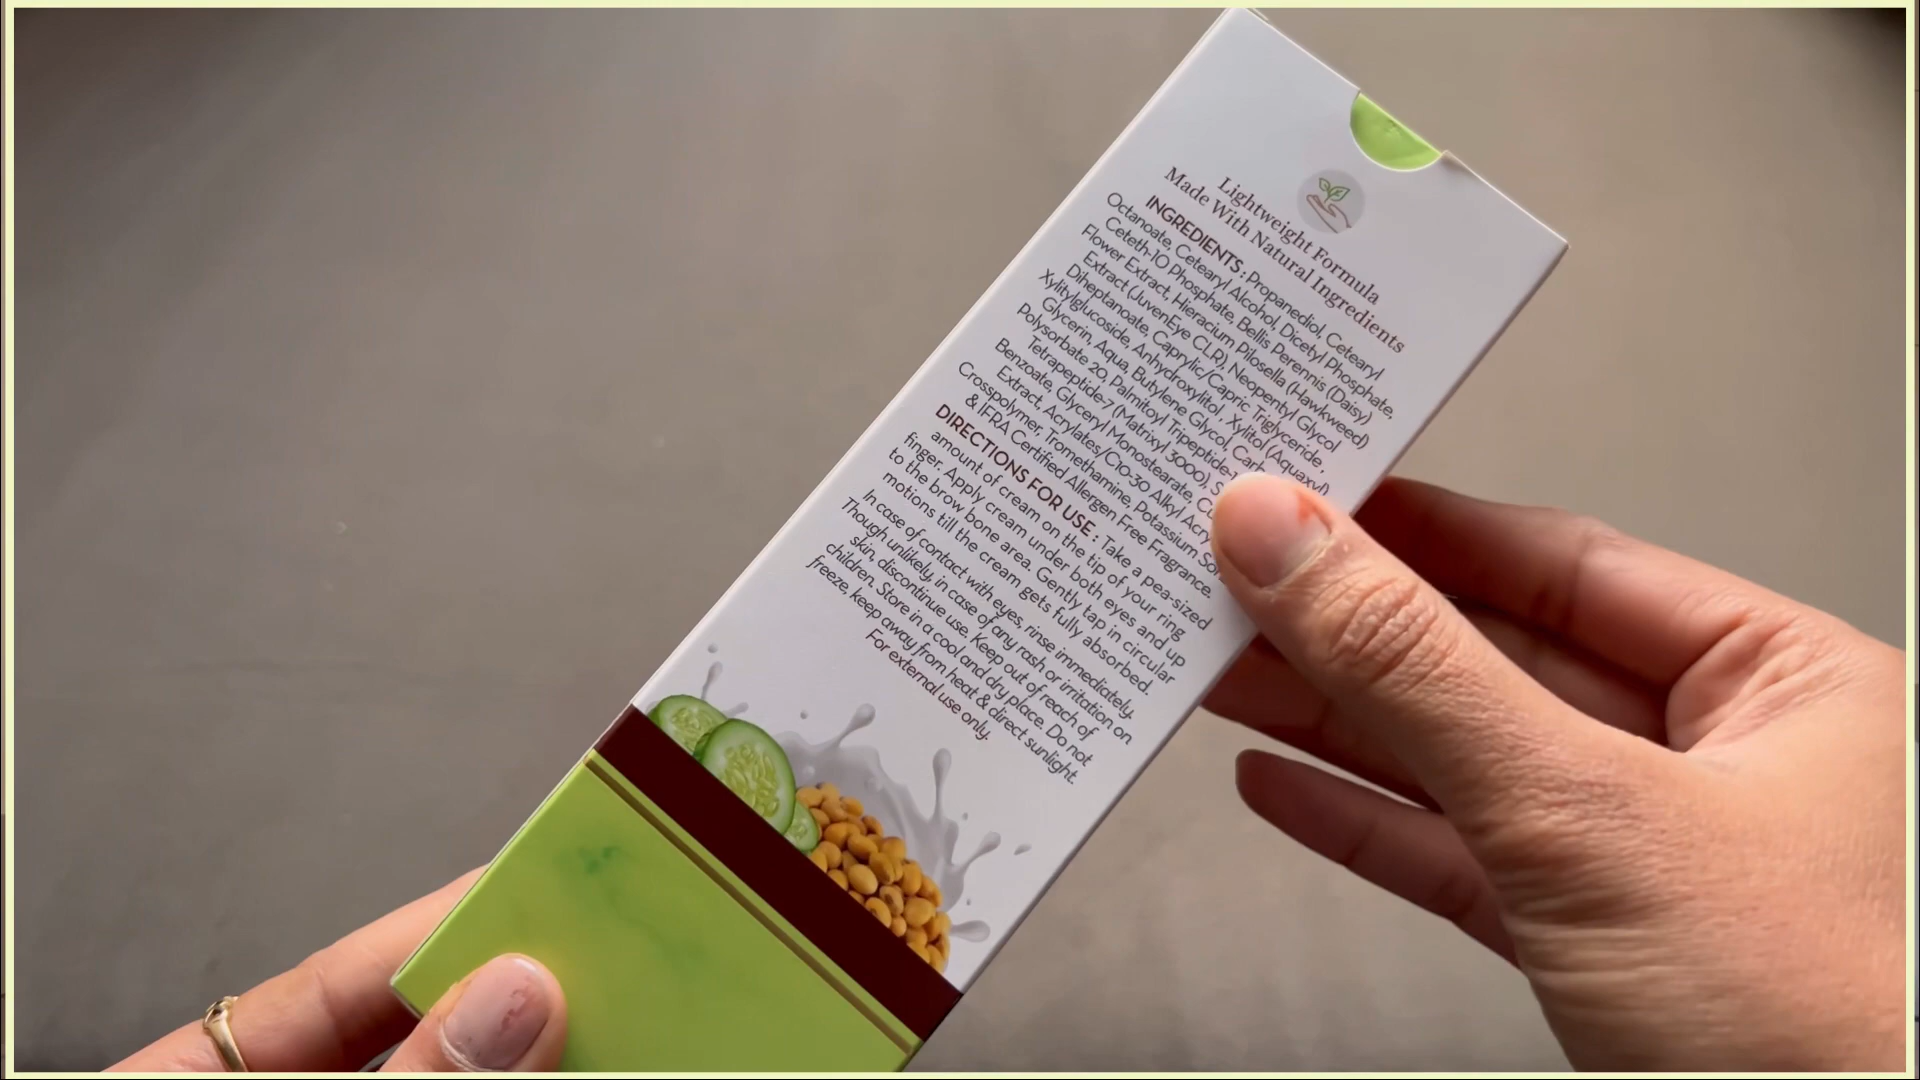 Lightweight Formula
Made With Natural Ingredients
INGREDIENTS : Propanediol, Cetearyl
Octanoate, Cetearyl Alcohol, Dicetyl Phosphate,
Ceteth-10 Phosphate, Bellis Perennis (Daisy)
Flower Extract, Hieracium Pilosella (Hawkweed)
Extract (JuvenEye CLR), Neopentyl Glycol
Diheptanoate, Caprylic/Capric Triglyceride,
Xylitylglucoside, Anhydroxylitol, Xylitol (Aquaxyl)
Glycerin, Aqua, Butylene Glycol,
Polysorbate 20, Palmitoyl
Tetrapeptide-7 (Matrixyl 3000),
Benzoate, Glyceryl Monostearate,
Extract, Acrylates/C10-30 Alkyl
Crosspolymer, Tromethamine, Potassium
& IFRA Certified Allergen Free Fragrance.
DIRECTIONS FOR USE : Take a pea-sized
amount of cream on the tip of your ring
finger. Apply cream under both eyes and up
to the brow bone area. Gently tap in circular
motions till the cream gets fully absorbed.
In case of contact with eyes, rinse immediately.
Though unlikely, in case of any rash or irritation on
skin, discontinue use. Keep out of reach of
children. Store in a cool and dry place. Do not
freeze, keep away from heat & direct sunlight.
For external use only.